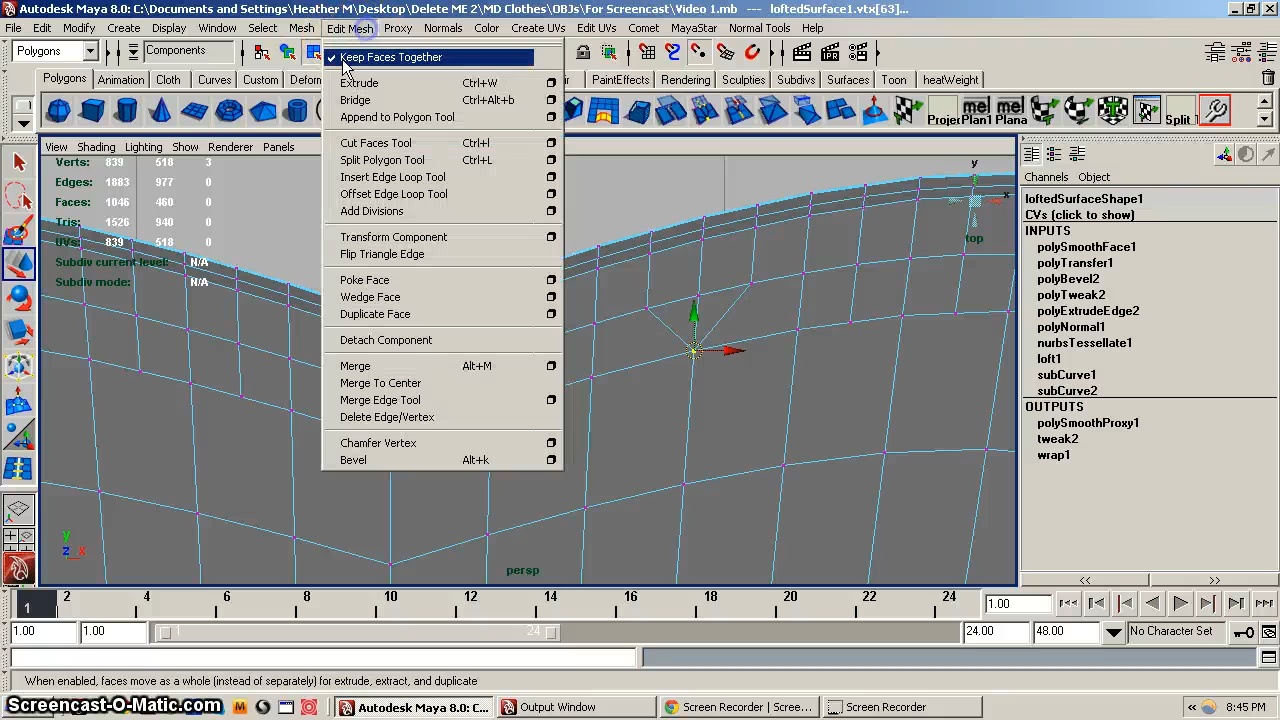 Autodesk Maya 8.0: C:\Documents and Settings\Heather M\Desktop\Delete ME 2\MD Clothes\OBJs\For Screencast\Video 1.mb --- loftedSurface1.vtx[63]...
File Edit Modify Create Display Window Select Mesh Edit Mesh Proxy Normals Color Create UVs Edit UVs Comet MayaStar Normal Tools Help
Polygons Components
Polygons Animation Curves Custom Deform PaintEffects Rendering Sculptes Subdivs Surfaces Toon heatWeight
Projec Plan1 Plana Split
View Shading Lighting Show Renderer Panels
Verts: 839 518 3
Edges: 1883 977 0
Faces: 1046 460 0
Tris: 1526 940 0
UVs: 839 518 0
Subdiv current level: N/A
Subdiv mode: N/A
Keep Faces Together
Extrude Ctrl+W
Bridge Ctrl+Alt+b
Append to Polygon Tool
Cut Faces Tool Ctrl+I
Split Polygon Tool Ctrl+L
Insert Edge Loop Tool
Offset Edge Loop Tool
Add Divisions
Transform Component
Flip Triangle Edge
Poke Face
Wedge Face
Duplicate Face
Detach Component
Merge Alt+M
Merge To Center
Merge Edge Tool
Delete Edge/Vertex
Chamfer Vertex
Bevel Alt+k
y
x
top
y
z x
persp
Channels Object
loftedSurfaceShape1
CVs (click to show)
INPUTS
polySmoothFace1
polyTransfer1
polyBevel2
polyTweak2
polyExtrudeEdge2
polyNormal1
nurbsTessellate1
loft1
subCurve1
subCurve2
OUTPUTS
polySmoothProxy1
tweak2
wrap1
<< >>
1 2 4 6 8 10 12 14 16 18 20 22 24 1.00
1.00 1.00 1 24 24.00 48.00 No Character Set
When enabled, faces move as a whole (instead of separately) for extrude, extract, and duplicate
Screencast-O-Matic.com Autodesk Maya 8.0: C... Output Window Screen Recorder | Scree... Screen Recorder « 8:45 PM